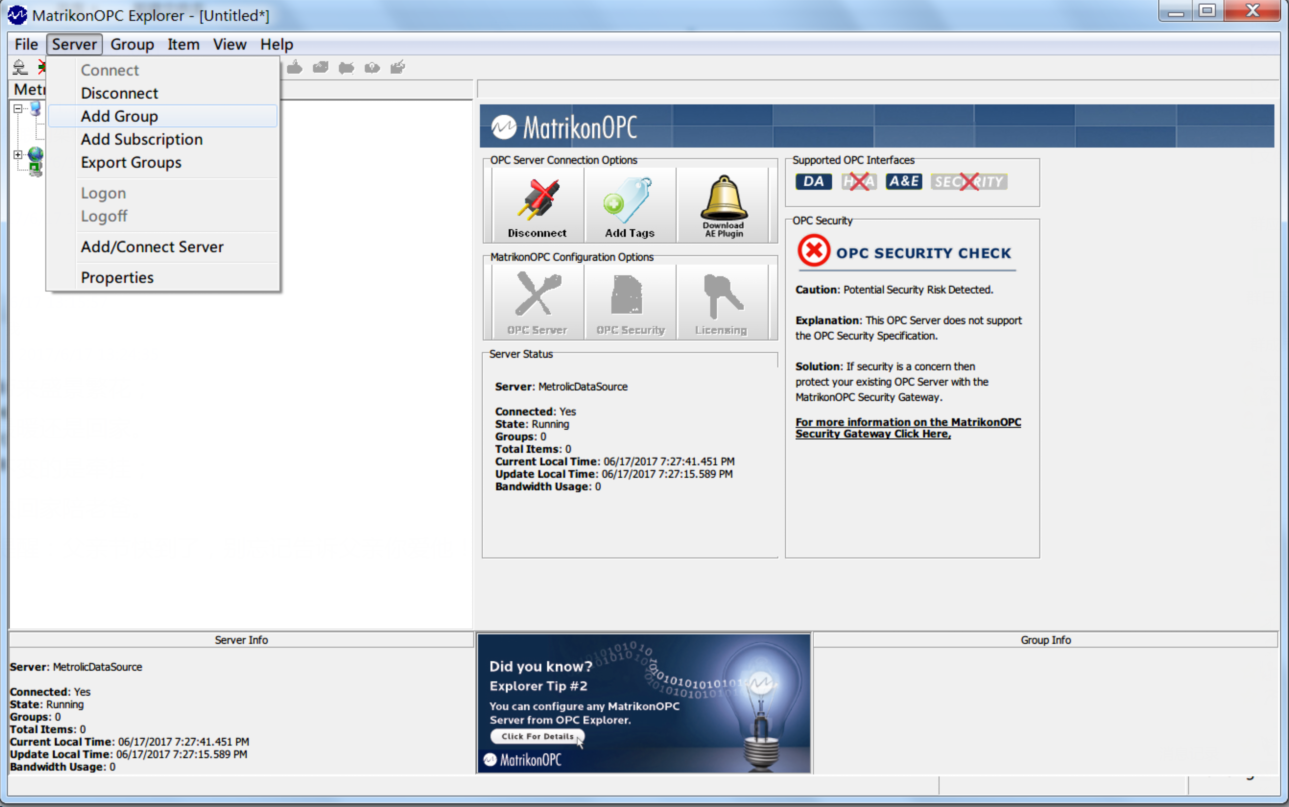 MatrikonOPC Explorer - [Untitled*]
File Server Group Item View Help
Connect
Disconnect
Add Group
Add Subscription
Export Groups
Logon
Logoff
Add/Connect Server
Properties
MatrikonOPC
OPC Server Connection Options
Disconnect
Add Tags
Download
AE Plugin
MatrikonOPC Configuration Options
OPC Server
OPC Security
Licensing
Server Status
Server: MetrolicDataSource
Connected: Yes
State: Running
Groups: 0
Total Items: 0
Current Local Time: 06/17/2017 7:27:41.451 PM
Update Local Time: 06/17/2017 7:27:15.589 PM
Bandwidth Usage: 0
Supported OPC Interfaces
DA HDA A&E SECURITY
OPC Security
OPC SECURITY CHECK
Caution: Potential Security Risk Detected.
Explanation: This OPC Server does not support
the OPC Security Specification.
Solution: If security is a concern then
protect your existing OPC Server with the
MatrikonOPC Security Gateway.
For more information on the MatrikonOPC
Security Gateway Click Here.
Server Info
Server: MetrolicDataSource
Connected: Yes
State: Running
Groups: 0
Total Items: 0
Current Local Time: 06/17/2017 7:27:41.451 PM
Update Local Time: 06/17/2017 7:27:15.589 PM
Bandwidth Usage: 0
Did you know?
Explorer Tip #2
You can configure any MatrikonOPC
Server from OPC Explorer.
Click For Details
MatrikonOPC
Group Info